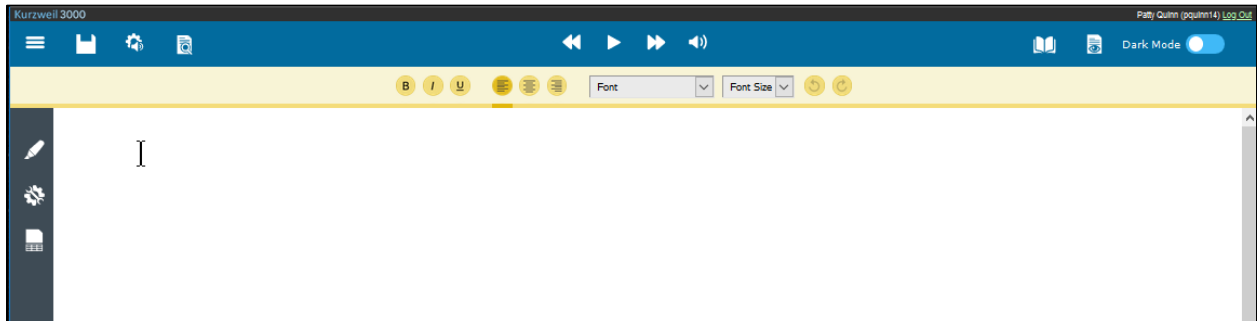 Kurzweil 3000
Patty Quinn (pquinn14) Log Out
Dark Mode
B I U Font Font Size